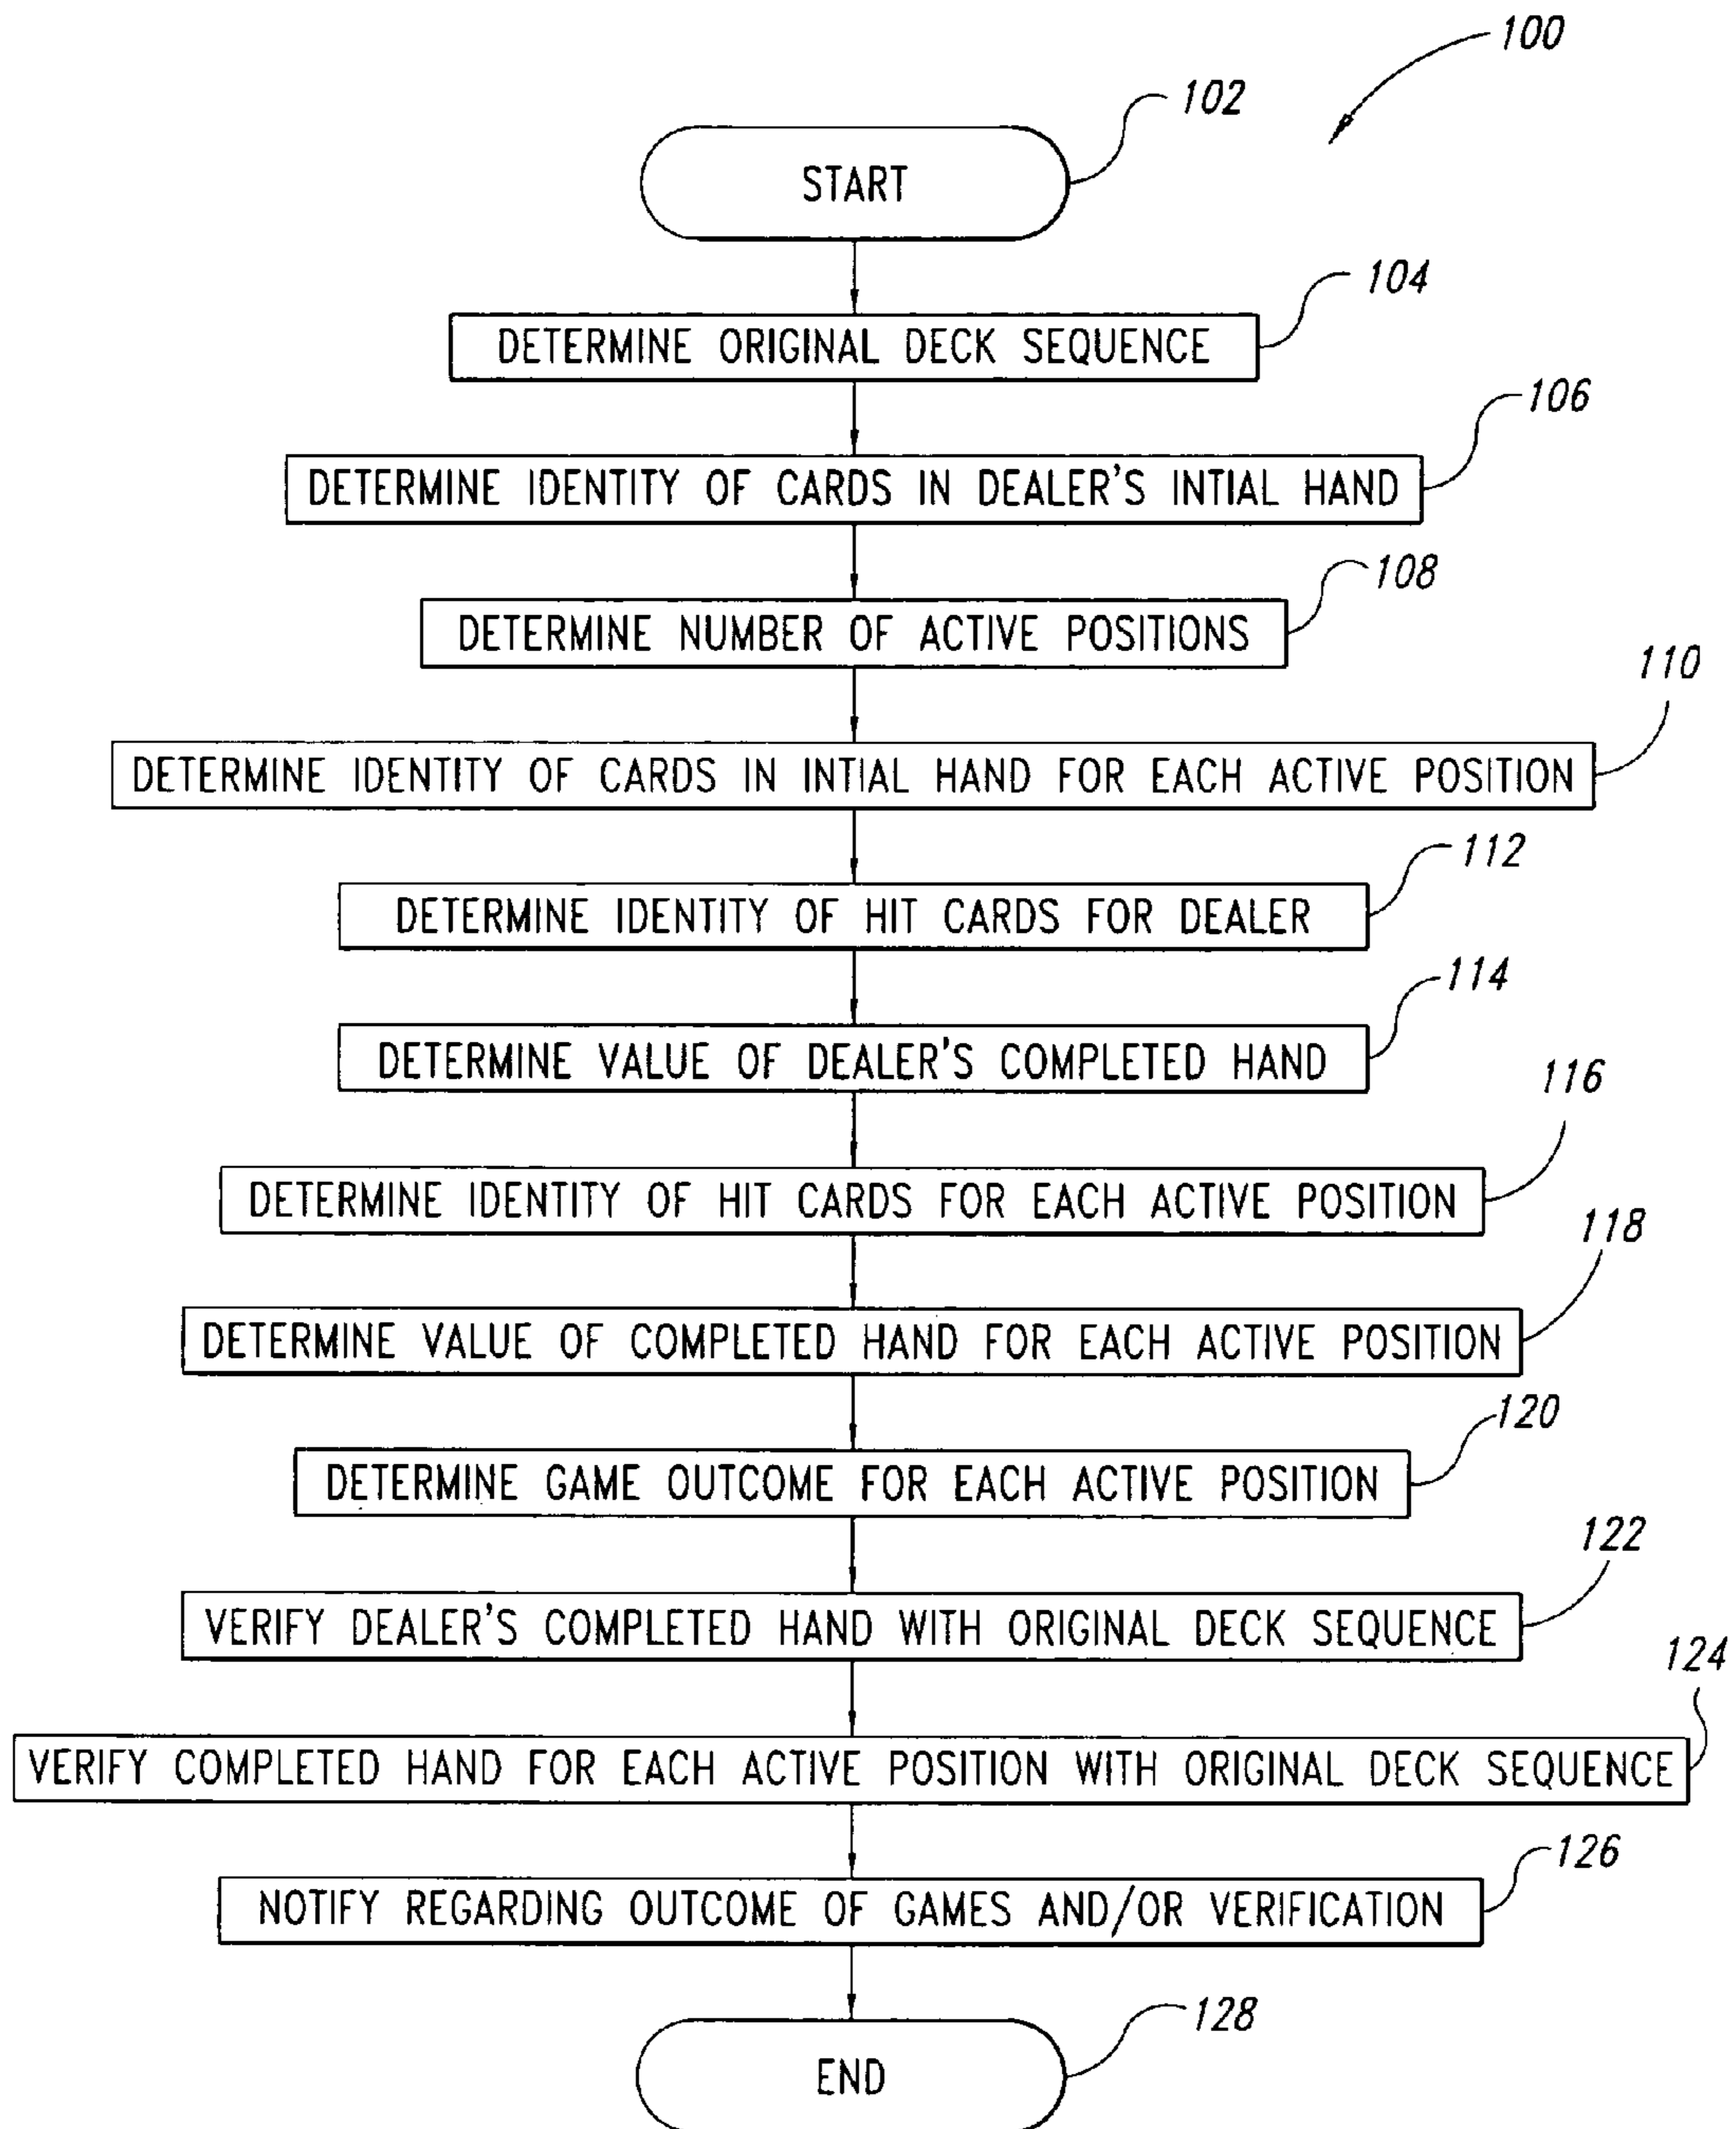 100
102
START
104
DETERMINE ORIGINAL DECK SEQUENCE
106
DETERMINE IDENTITY OF CARDS IN DEALER'S INTIAL HAND
108
DETERMINE NUMBER OF ACTIVE POSITIONS
110
DETERMINE IDENTITY OF CARDS IN INTIAL HAND FOR EACH ACTIVE POSITION
112
DETERMINE IDENTITY OF HIT CARDS FOR DEALER
114
DETERMINE VALUE OF DEALER'S COMPLETED HAND
116
DETERMINE IDENTITY OF HIT CARDS FOR EACH ACTIVE POSITION
118
DETERMINE VALUE OF COMPLETED HAND FOR EACH ACTIVE POSITION
120
DETERMINE GAME OUTCOME FOR EACH ACTIVE POSITION
122
VERIFY DEALER'S COMPLETED HAND WITH ORIGINAL DECK SEQUENCE
124
VERIFY COMPLETED HAND FOR EACH ACTIVE POSITION WITH ORIGINAL DECK SEQUENCE
126
NOTIFY REGARDING OUTCOME OF GAMES AND/OR VERIFICATION
128
END